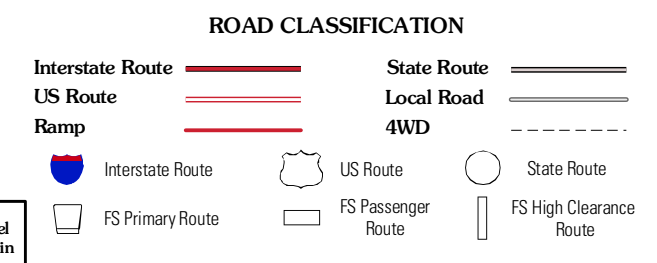 ROAD CLASSIFICATION
Interstate Route
State Route
US Route
Local Road
Ramp
4WD
Interstate Route
US Route
State Route
FS Primary Route
FS Passenger
Route
FS High Clearance
Route